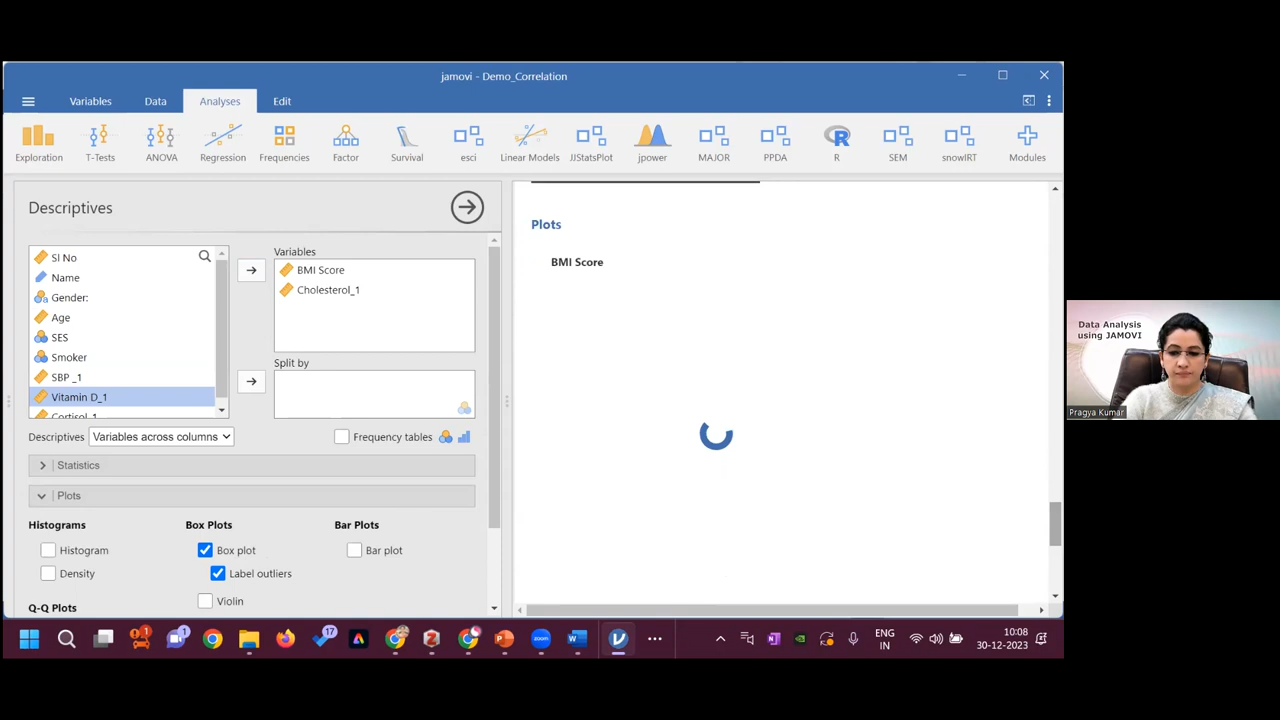 jamovi - Demo_Correlation
Variables
Data
Analyses
Edit
Exploration
T-Tests
ANOVA
Regression
Frequencies
Factor
Survival
esci
Linear Models
JJStatsPlot
jpower
MAJOR
PPDA
R
SEM
snowIRT
Modules
Descriptives
Sl No
Name
Gender:
Age
SES
Smoker
SBP _1
Vitamin D_1
Cortisol_1
Variables
BMI Score
Cholesterol_1
Split by
Descriptives
Variables across columns
Frequency tables
Statistics
Plots
Histograms
Histogram
Density
Q-Q Plots
Box Plots
Box plot
Label outliers
Violin
Bar Plots
Bar plot
Plots
BMI Score
Data Analysis
using JAMOVI
Pragya Kumar
1
1
17
ENG
IN
10:08
30-12-2023